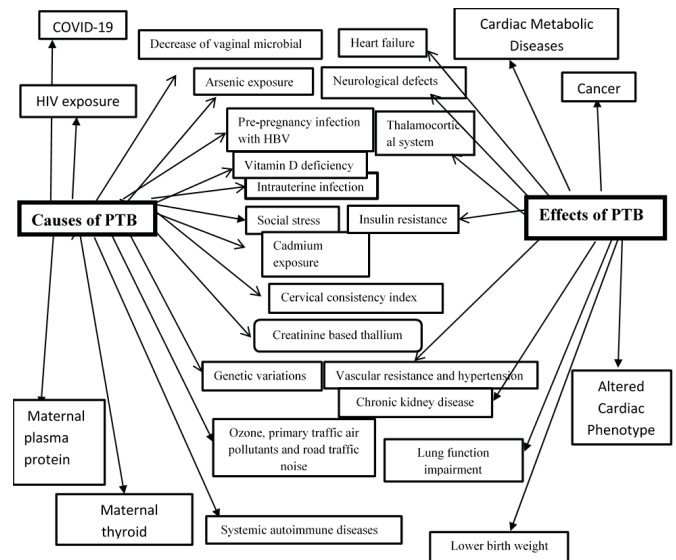 COVID-19
Decrease of vaginal microbial
Heart failure
Cardiac Metabolic
Diseases
HIV exposure
Arsenic exposure
Neurological defects
Cancer
Pre-pregnancy infection
with HBV
Thalamocortic
al system
Vitamin D deficiency
Intrauterine infection
Causes of PTB
Social stress
Insulin resistance
Effects of PTB
Cadmium
exposure
Cervical consistency index
Creatinine based thallium
Genetic variations
Vascular resistance and hypertension
Chronic kidney disease
Altered
Cardiac
Phenotype
Maternal
plasma
protein
Ozone, primary traffic air
pollutants and road traffic
noise
Lung function
impairment
Maternal
thyroid
Systemic autoimmune diseases
Lower birth weight